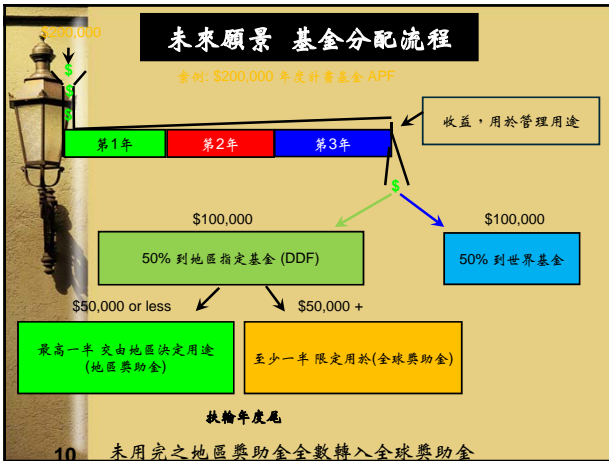 $200,000
未來願景 基金分配流程
案例: $200,000 年度計畫基金 APF
$
$
$
收益，用於管理用途
第1年 第2年 第3年
$
$100,000 $100,000
50% 到地區指定基金 (DDF) 50% 到世界基金
$50,000 or less $50,000 +
最高一半 交由地區決定用途
(地區獎助金)
至少一半 限定用於(全球獎助金)
扶輪年度尾
10 未用完之地區獎助金全數轉入全球獎助金